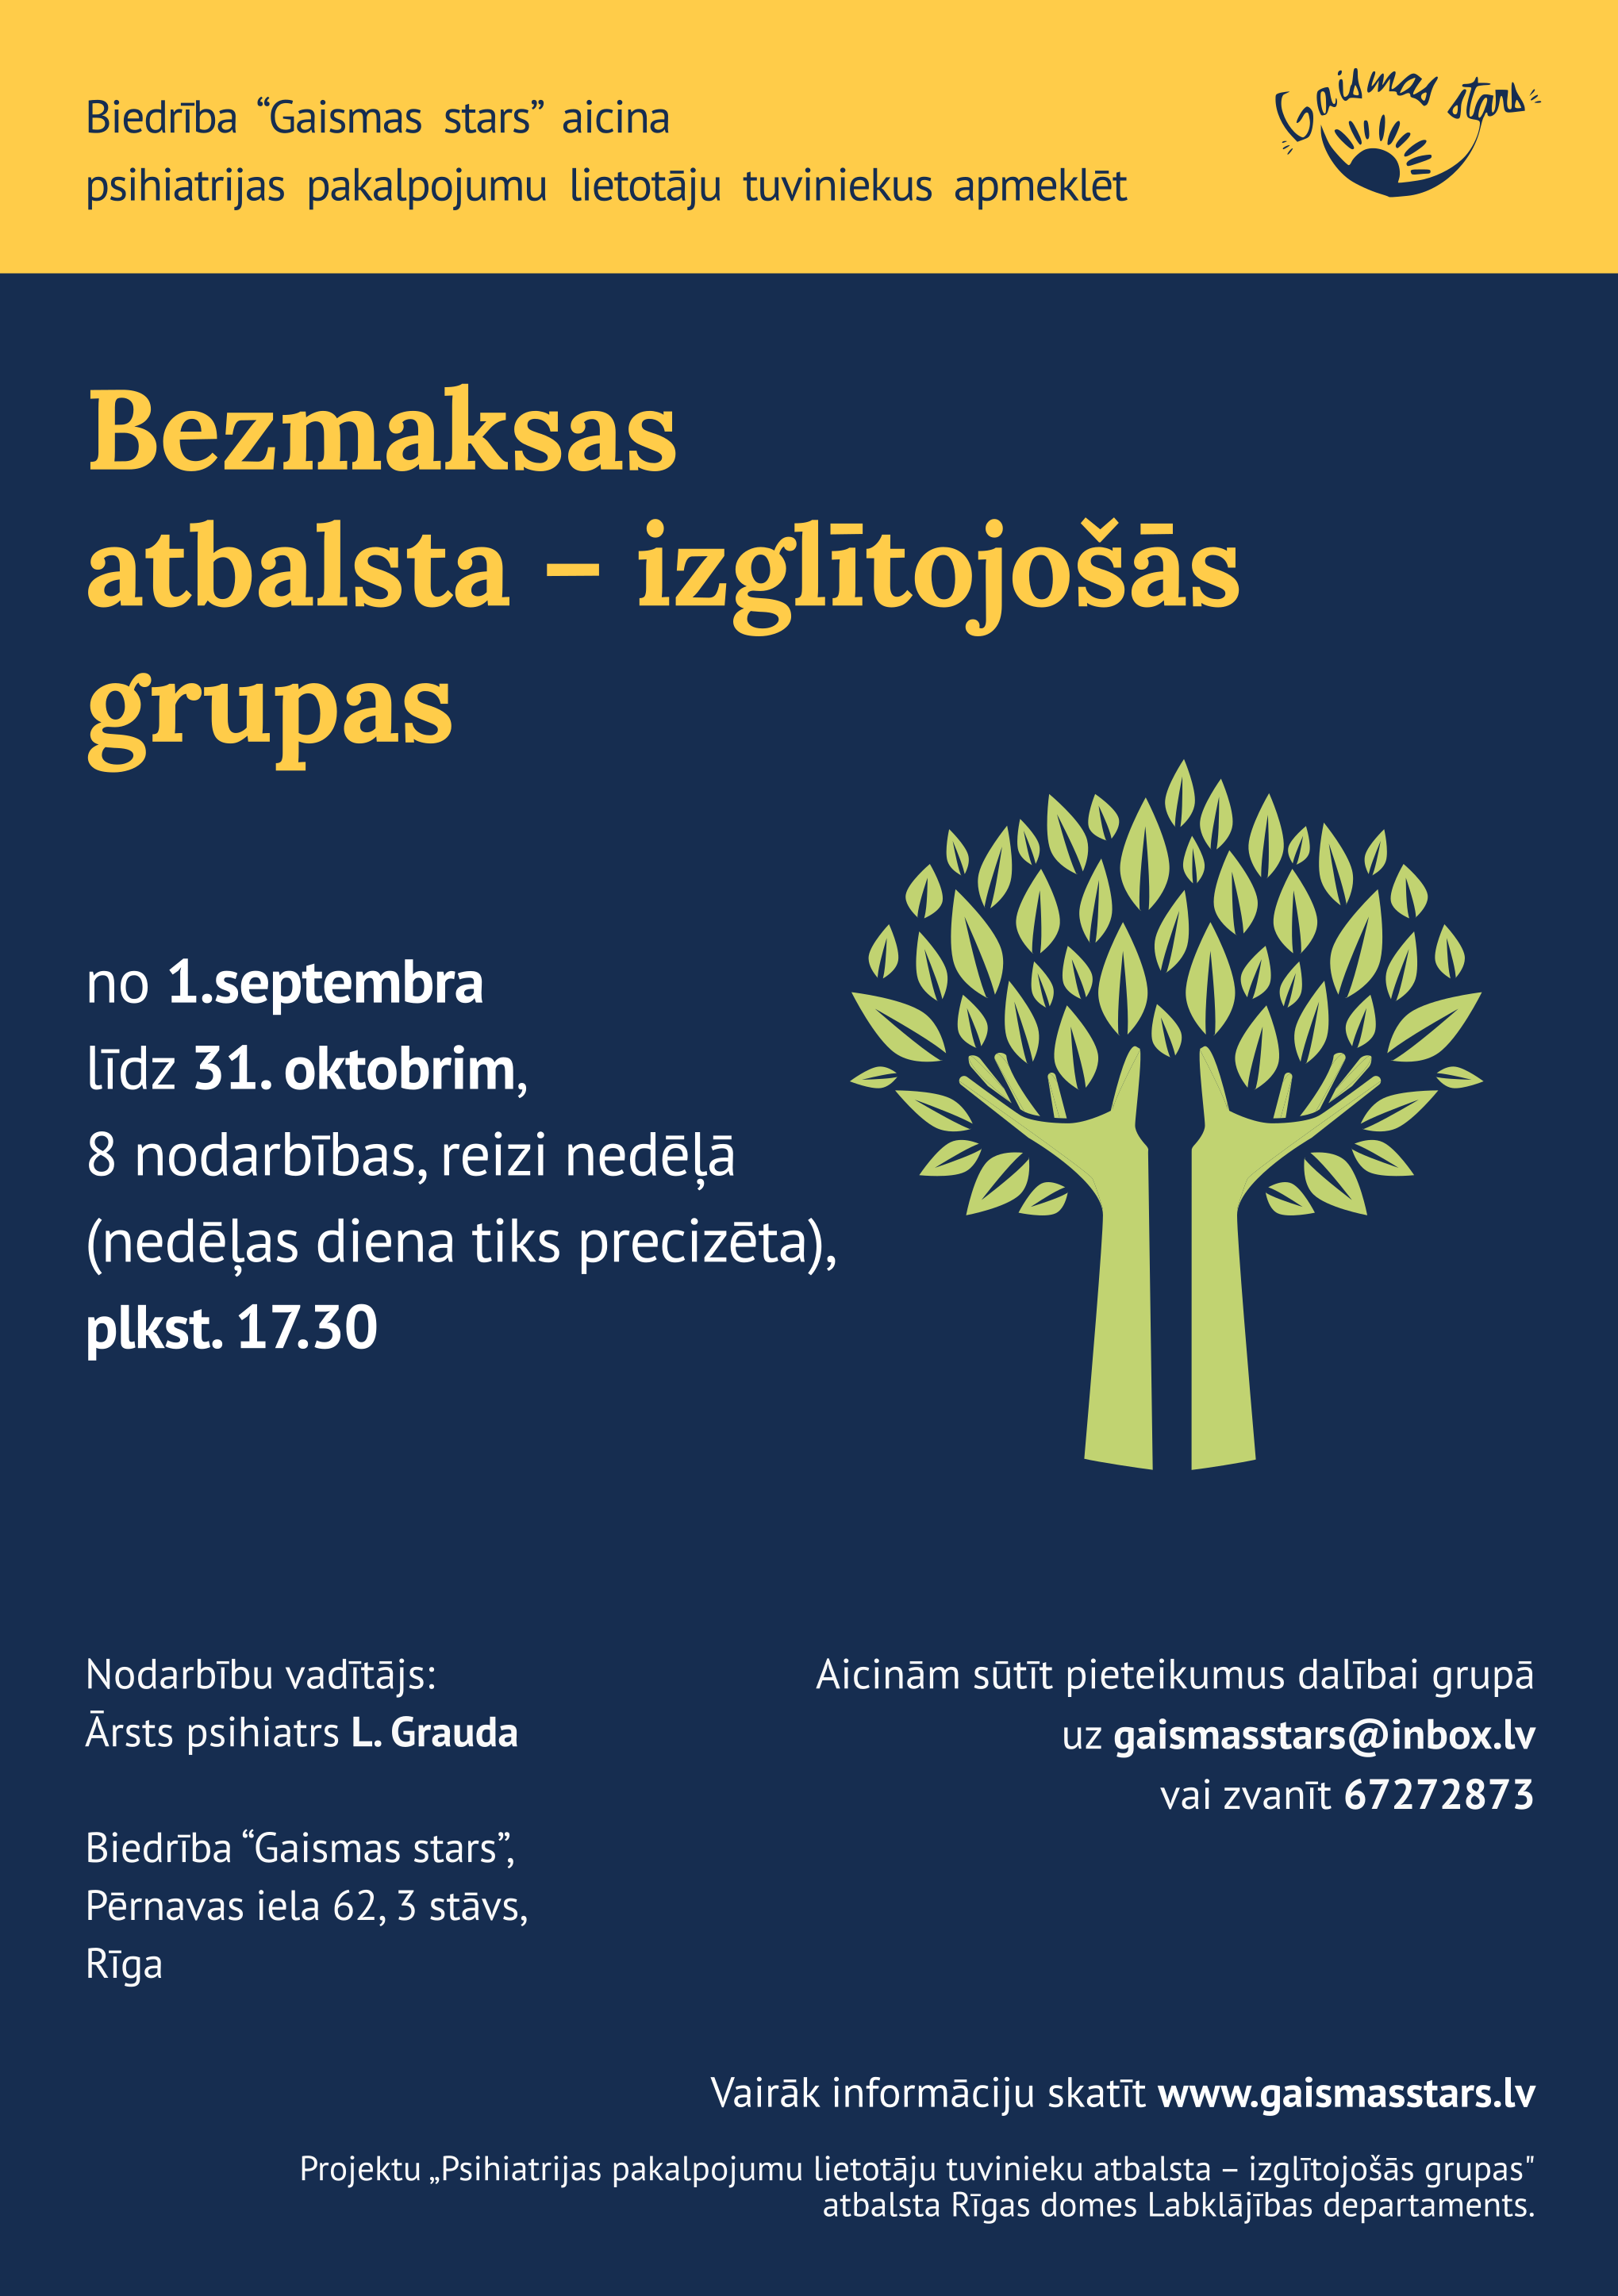 Biedrība “Gaismas stars” aicina
psihiatrijas pakalpojumu lietotāju tuviniekus apmeklēt
Gaismas stars
Bezmaksas
atbalsta – izglītojošās
grupas
no 1.septembra
līdz 31. oktobrim,
8 nodarbības, reizi nedēļā
(nedēļas diena tiks precizēta),
plkst. 17.30
Nodarbību vadītājs:
Ārsts psihiatrs L. Grauda
Biedrība “Gaismas stars”,
Pērnavas iela 62, 3 stāvs,
Rīga
Aicinām sūtīt pieteikumus dalībai grupā
uz gaismasstars@inbox.lv
vai zvanīt 67272873
Vairāk informāciju skatīt www.gaismasstars.lv
Projektu „Psihiatrijas pakalpojumu lietotāju tuvinieku atbalsta – izglītojošās grupas"
atbalsta Rīgas domes Labklājības departaments.